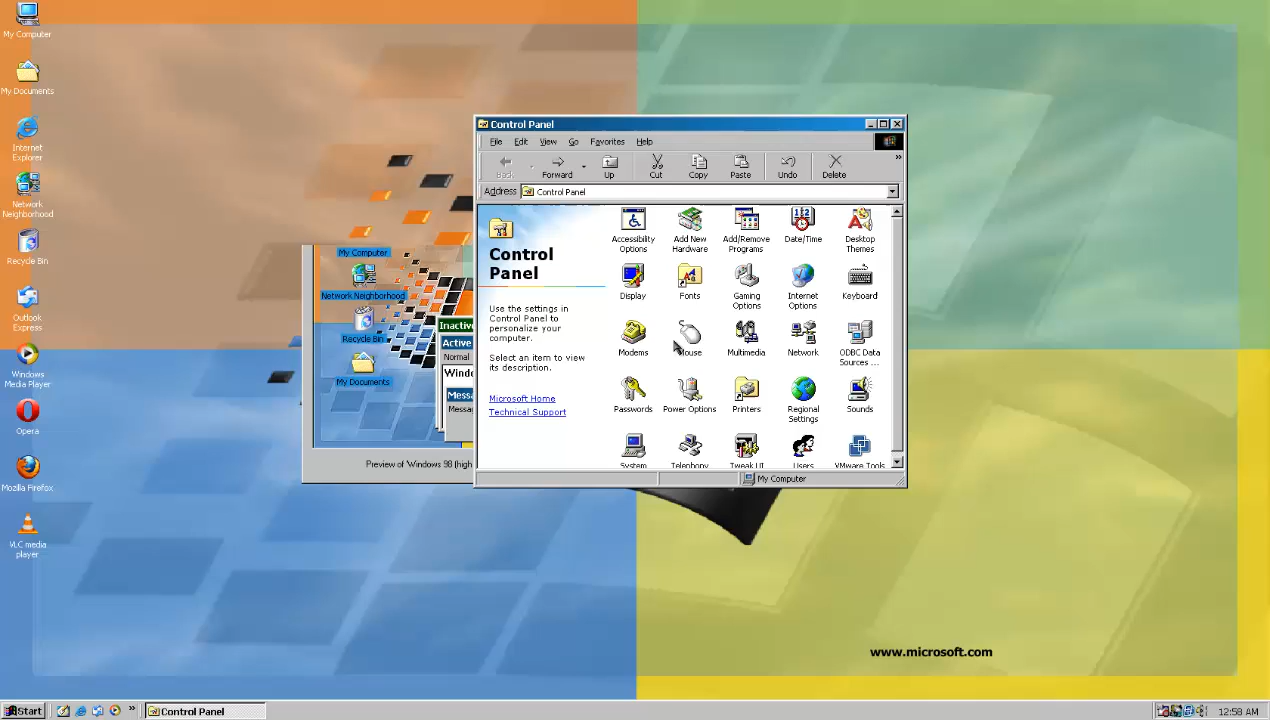 My Computer
My Documents
Internet
Explorer
Network
Neighborhood
Recycle Bin
Outlook
Express
Windows
Media Player
Opera
Mozilla Firefox
VLC media
player
My Computer
Network Neighborhood
Recycle Bin
My Documents
Inactiv
Active
Normal
Windo
Messa
Messa
Preview of 'Windows 98 (high
Control Panel
File Edit View Go Favorites Help
Back Forward Up Cut Copy Paste Undo Delete
Address Control Panel
Control
Panel
Use the settings in
Control Panel to
personalize your
computer.
Select an item to view
its description.
Microsoft Home
Technical Support
Accessibility
Options
Add New
Hardware
Add/Remove
Programs
Date/Time
Desktop
Themes
Display
Fonts
Gaming
Options
Internet
Options
Keyboard
Modems
Mouse
Multimedia
Network
ODBC Data
Sources ...
Passwords
Power Options
Printers
Regional
Settings
Sounds
System
Telephony
Tweak UI
Users
VMware Tools
My Computer
www.microsoft.com
Start
Control Panel
12:58 AM